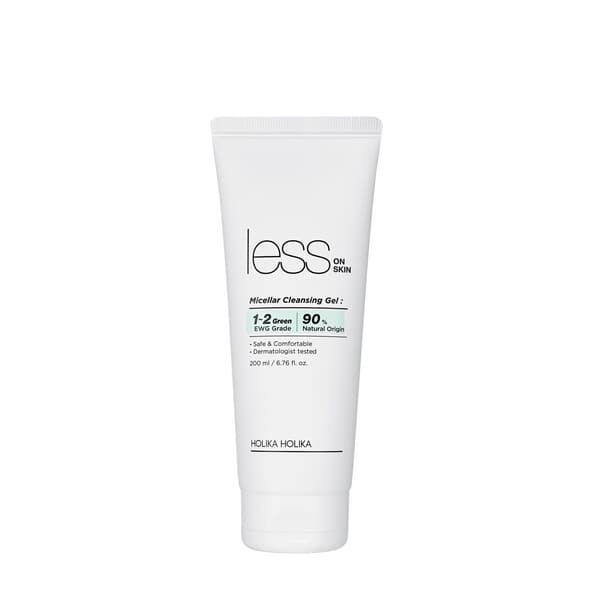 less ON SKIN
Micellar Cleansing Gel :
1-2 Green EWG Grade
90% Natural Origin
• Safe & Comfortable
• Dermatologist tested
200 ml / 6.76 fl. oz.
HOLIKA HOLIKA